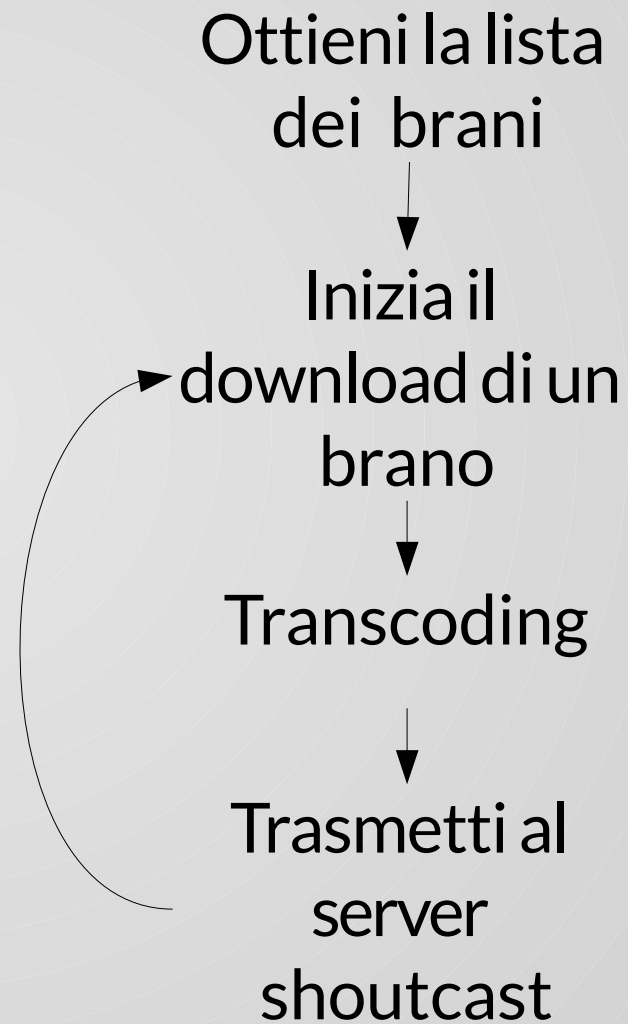 Ottieni la lista
dei brani
Inizia il
download di un
brano
Transcoding
Trasmetti al
server
shoutcast